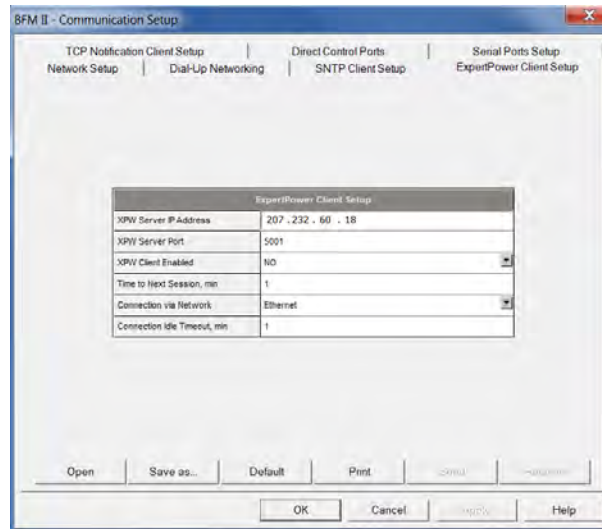 BFM II - Communication Setup
TCP Notification Client Setup Direct Control Ports Serial Ports Setup
Network Setup Dial-Up Networking SNTP Client Setup ExpertPower Client Setup
ExpertPower Client Setup
XPW Server IP Address 207 . 232 . 60 . 18
XPW Server Port 5001
XPW Client Enabled NO
Time to Next Session, min 1
Connection via Network Ethernet
Connection Idle Timeout, min 1
Open Save as... Default Print Send
OK Cancel Apply Help